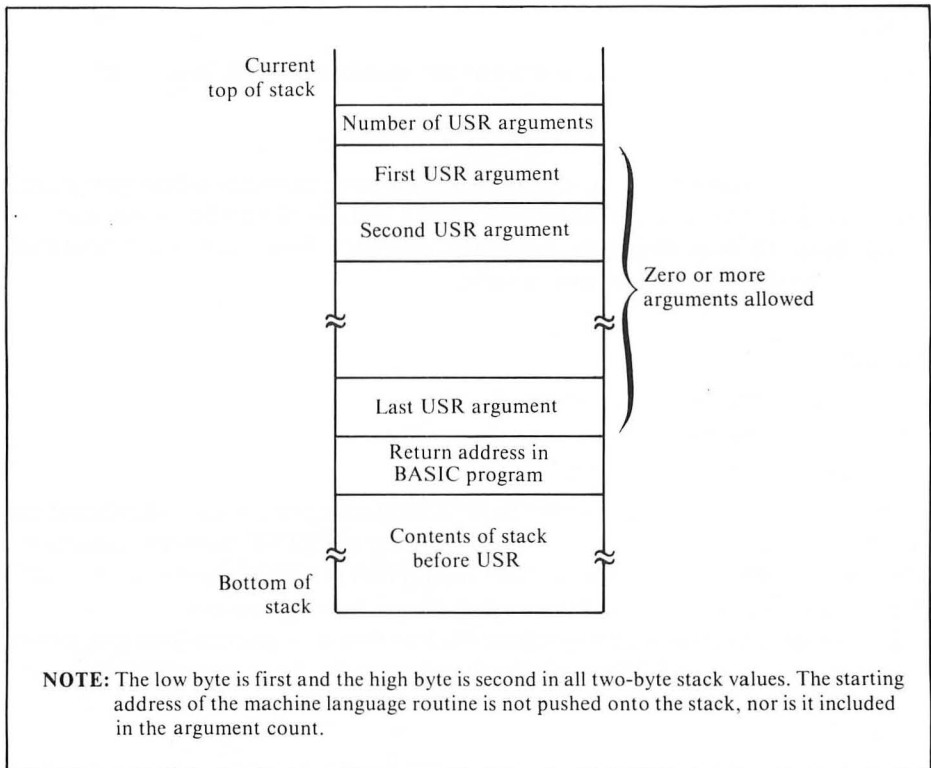 Current
top of stack
Number of USR arguments
First USR argument
Second USR argument
Zero or more
arguments allowed
Last USR argument
Return address in
BASIC program
Contents of stack
before USR
Bottom of
stack
NOTE: The low byte is first and the high byte is second in all two-byte stack values. The starting
address of the machine language routine is not pushed onto the stack, nor is it included
in the argument count.